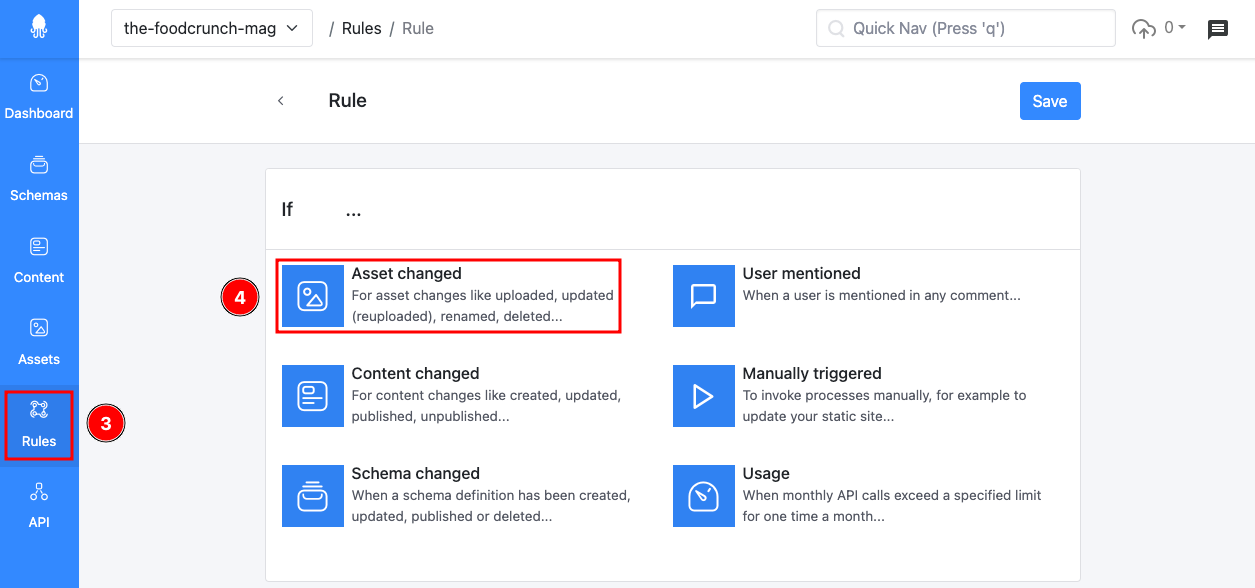 the-foodcrunch-mag / Rules / Rule
Quick Nav (Press 'q')
0
Dashboard
Schemas
Content
Assets
Rules
API
3
Rule
Save
If ...
4
Asset changed
For asset changes like uploaded, updated
(reuploaded), renamed, deleted...
User mentioned
When a user is mentioned in any comment...
Content changed
For content changes like created, updated,
published, unpublished...
Manually triggered
To invoke processes manually, for example to
update your static site...
Schema changed
When a schema definition has been created,
updated, published or deleted...
Usage
When monthly API calls exceed a specified limit
for one time a month...